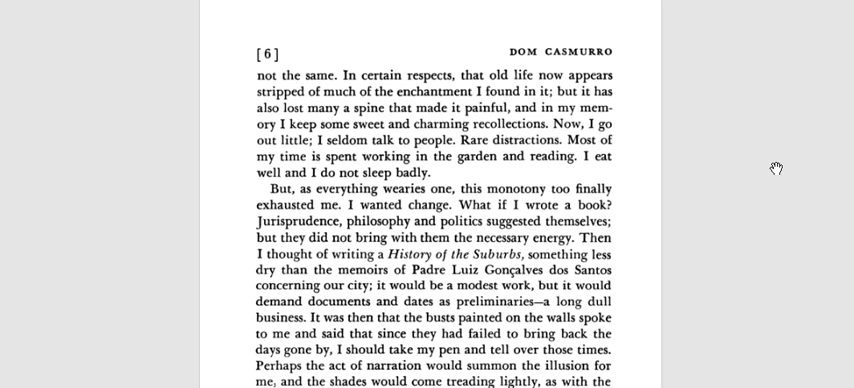 [6] DOM CASMURRO
not the same. In certain respects, that old life now appears
stripped of much of the enchantment I found in it; but it has
also lost many a spine that made it painful, and in my mem-
ory I keep some sweet and charming recollections. Now, I go
out little; I seldom talk to people. Rare distractions. Most of
my time is spent working in the garden and reading. I eat
well and I do not sleep badly.
But, as everything wearies one, this monotony too finally
exhausted me. I wanted change. What if I wrote a book?
Jurisprudence, philosophy and politics suggested themselves;
but they did not bring with them the necessary energy. Then
I thought of writing a History of the Suburbs, something less
dry than the memoirs of Padre Luiz Gonçalves dos Santos
concerning our city; it would be a modest work, but it would
demand documents and dates as preliminaries—a long dull
business. It was then that the busts painted on the walls spoke
to me and said that since they had failed to bring back the
days gone by, I should take my pen and tell over those times.
Perhaps the act of narration would summon the illusion for
me, and the shades would come treading lightly, as with the